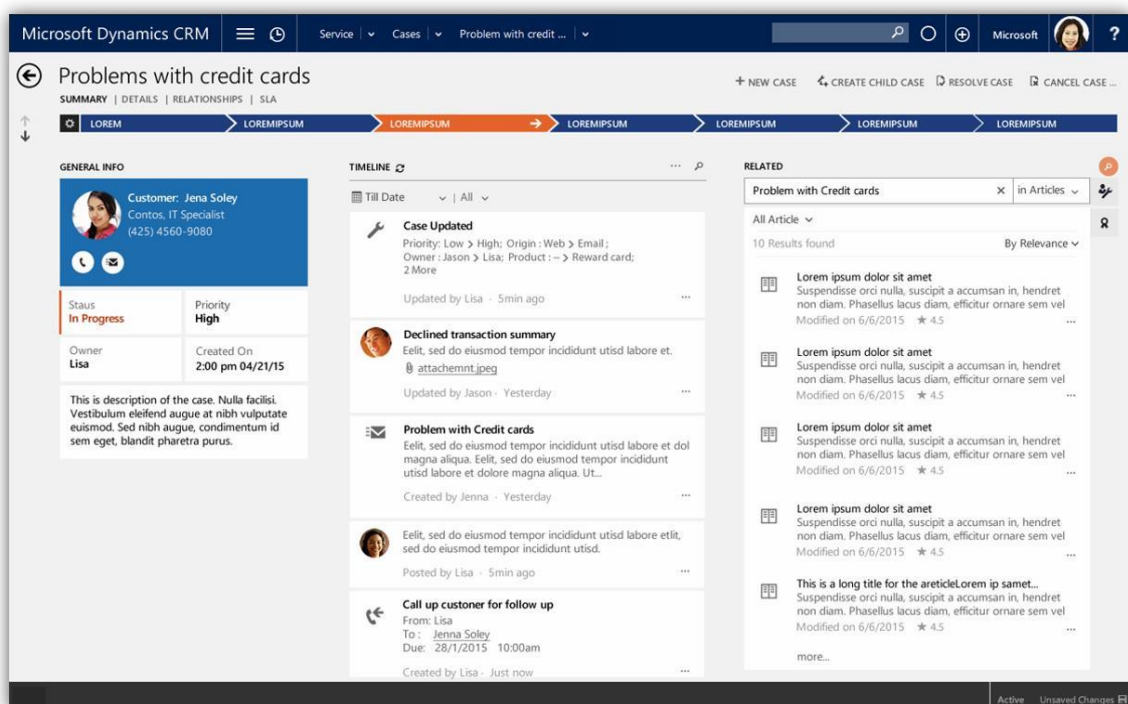 Microsoft Dynamics CRM
Service
Cases
Problem with credit ...
Microsoft
?
Problems with credit cards
SUMMARY | DETAILS | RELATIONSHIPS | SLA
+ NEW CASE
CREATE CHILD CASE
RESOLVE CASE
CANCEL CASE ...
LOREM
LOREMIPSUM
LOREMIPSUM
LOREMIPSUM
LOREMIPSUM
LOREMIPSUM
LOREMIPSUM
GENERAL INFO
Customer: Jena Soley
Contos, IT Specialist
(425) 4560-9080
Staus
In Progress
Priority
High
Owner
Lisa
Created On
2:00 pm 04/21/15
This is description of the case. Nulla facilisi.
Vestibulum eleifend augue at nibh vulputate
euismod. Sed nibh augue, condimentum id
sem eget, blandit pharetra purus.
TIMELINE
...
Till Date
| All
Case Updated
Priority: Low > High; Origin : Web > Email ;
Owner : Jason > Lisa; Product : – > Reward card;
2 More
Updated by Lisa · 5min ago
...
Declined transaction summary
Eelit, sed do eiusmod tempor incididunt utisd labore et.
attachemnt.jpeg
Updated by Jason · Yesterday
...
Problem with Credit cards
Eelit, sed do eiusmod tempor incididunt utisd labore et dol
magna aliqua. Eelit, sed do eiusmod tempor incididunt
utisd labore et dolore magna aliqua. Ut...
Created by Jenna · Yesterday
...
Eelit, sed do eiusmod tempor incididunt utisd labore etlit,
sed do eiusmod tempor incididunt utisd.
Posted by Lisa · 5min ago
...
Call up custoner for follow up
From: Lisa
To : Jenna Soley
Due: 28/1/2015 10:00am
Created by Lisa · Just now
...
RELATED
Problem with Credit cards
in Articles
All Article
10 Results found
By Relevance
Lorem ipsum dolor sit amet
Suspendisse orci nulla, suscipit a accumsan in, hendret
non diam. Phasellus lacus diam, efficitur ornare sem vel
Modified on 6/6/2015 ★ 4.5
...
Lorem ipsum dolor sit amet
Suspendisse orci nulla, suscipit a accumsan in, hendret
non diam. Phasellus lacus diam, efficitur ornare sem vel
Modified on 6/6/2015 ★ 4.5
...
Lorem ipsum dolor sit amet
Suspendisse orci nulla, suscipit a accumsan in, hendret
non diam. Phasellus lacus diam, efficitur ornare sem vel
Modified on 6/6/2015 ★ 4.5
...
Lorem ipsum dolor sit amet
Suspendisse orci nulla, suscipit a accumsan in, hendret
non diam. Phasellus lacus diam, efficitur ornare sem vel
Modified on 6/6/2015 ★ 4.5
...
This is a long title for the areticleLorem ip samet...
Suspendisse orci nulla, suscipit a accumsan in, hendret
non diam. Phasellus lacus diam, efficitur ornare sem vel
Modified on 6/6/2015 ★ 4.5
...
more...
Active
Unsaved Changes